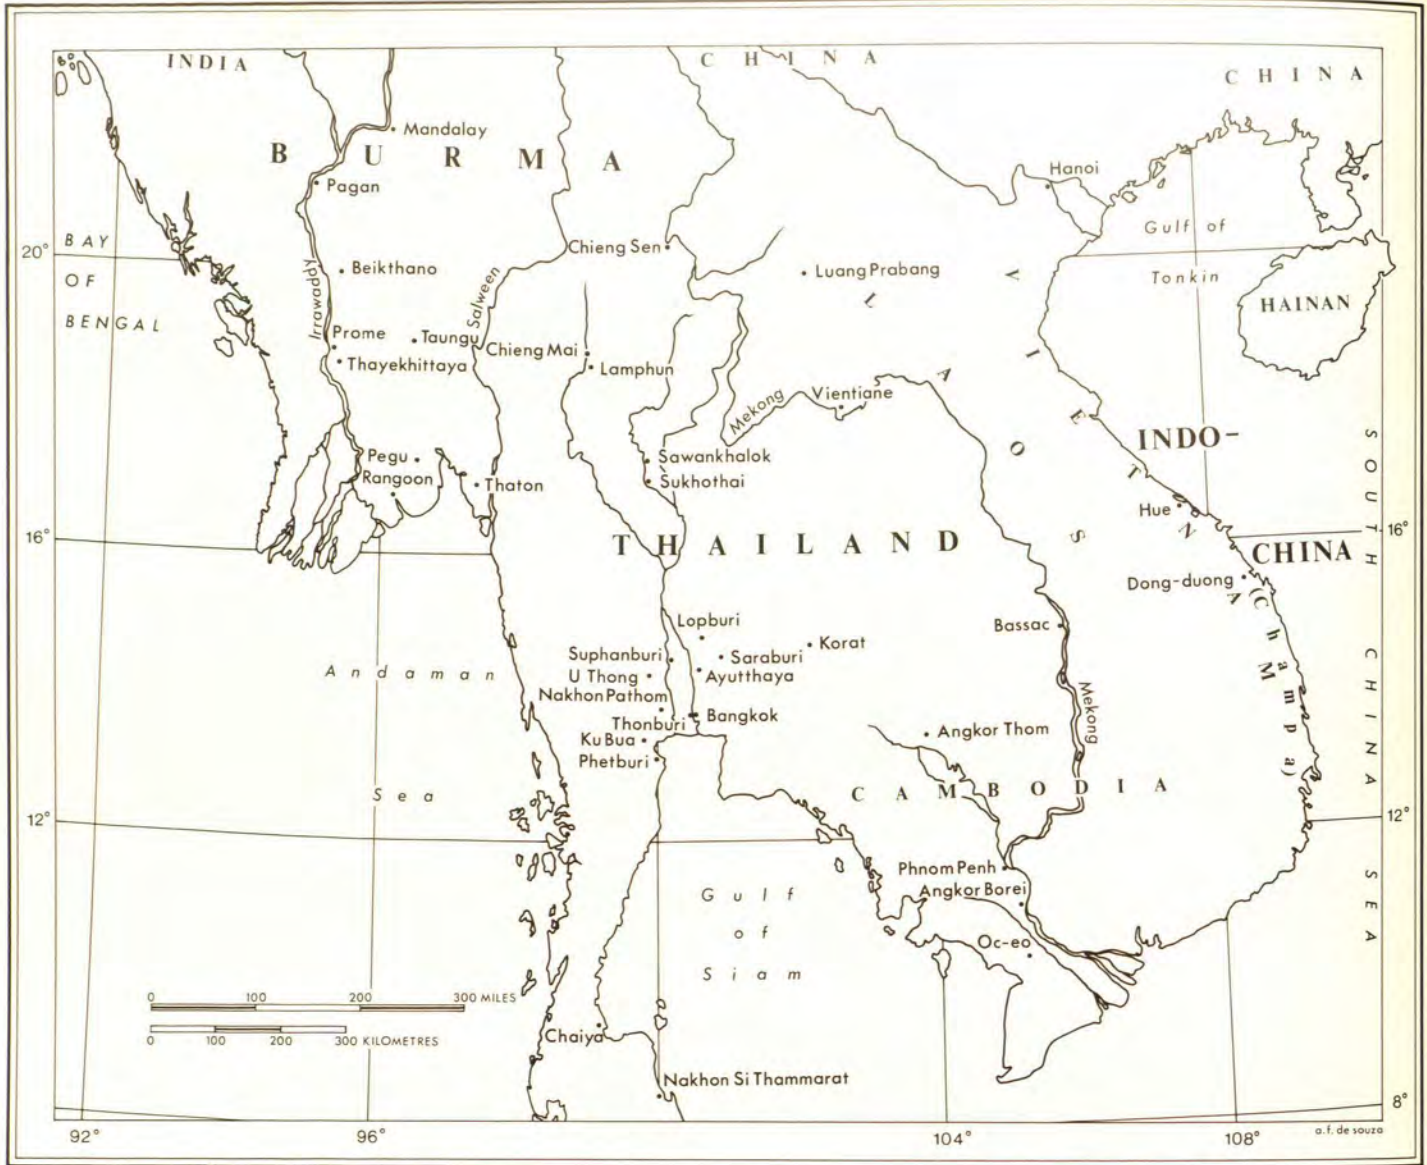 INDIA
CHINA
CHINA
BURMA
Mandalay
Pagan
Hanoi
Gulf of
Tonkin
20°
BAY
OF
BENGAL
Beikthano
Irrawaddy
Salween
Chieng Sen
Luang Prabang
LAOS
VIETNAM
HAINAN
Prome
Taungu
Thayekhittaya
Chieng Mai
Lamphun
Mekong
Vientiane
INDO-
CHINA
SOUTH CHINA SEA
Pegu
Rangoon
Thaton
Sawankhalok
Sukhothai
Hue
16°
16°
THAILAND
Dong-duong
(Champa)
Lopburi
Bassac
Korat
Suphanburi
Saraburi
U Thong
Ayutthaya
Nakhon Pathom
Thonburi
Bangkok
Ku Bua
Phetburi
Mekong
Angkor Thom
Andaman
Sea
CAMBODIA
12°
12°
Phnom Penh
Angkor Borei
Oc-eo
Gulf
of
Siam
0 100 200 300 MILES
0 100 200 300 KILOMETRES
Chaiya
Nakhon Si Thammarat
8°
92°
96°
104°
108°
a.f. de souza